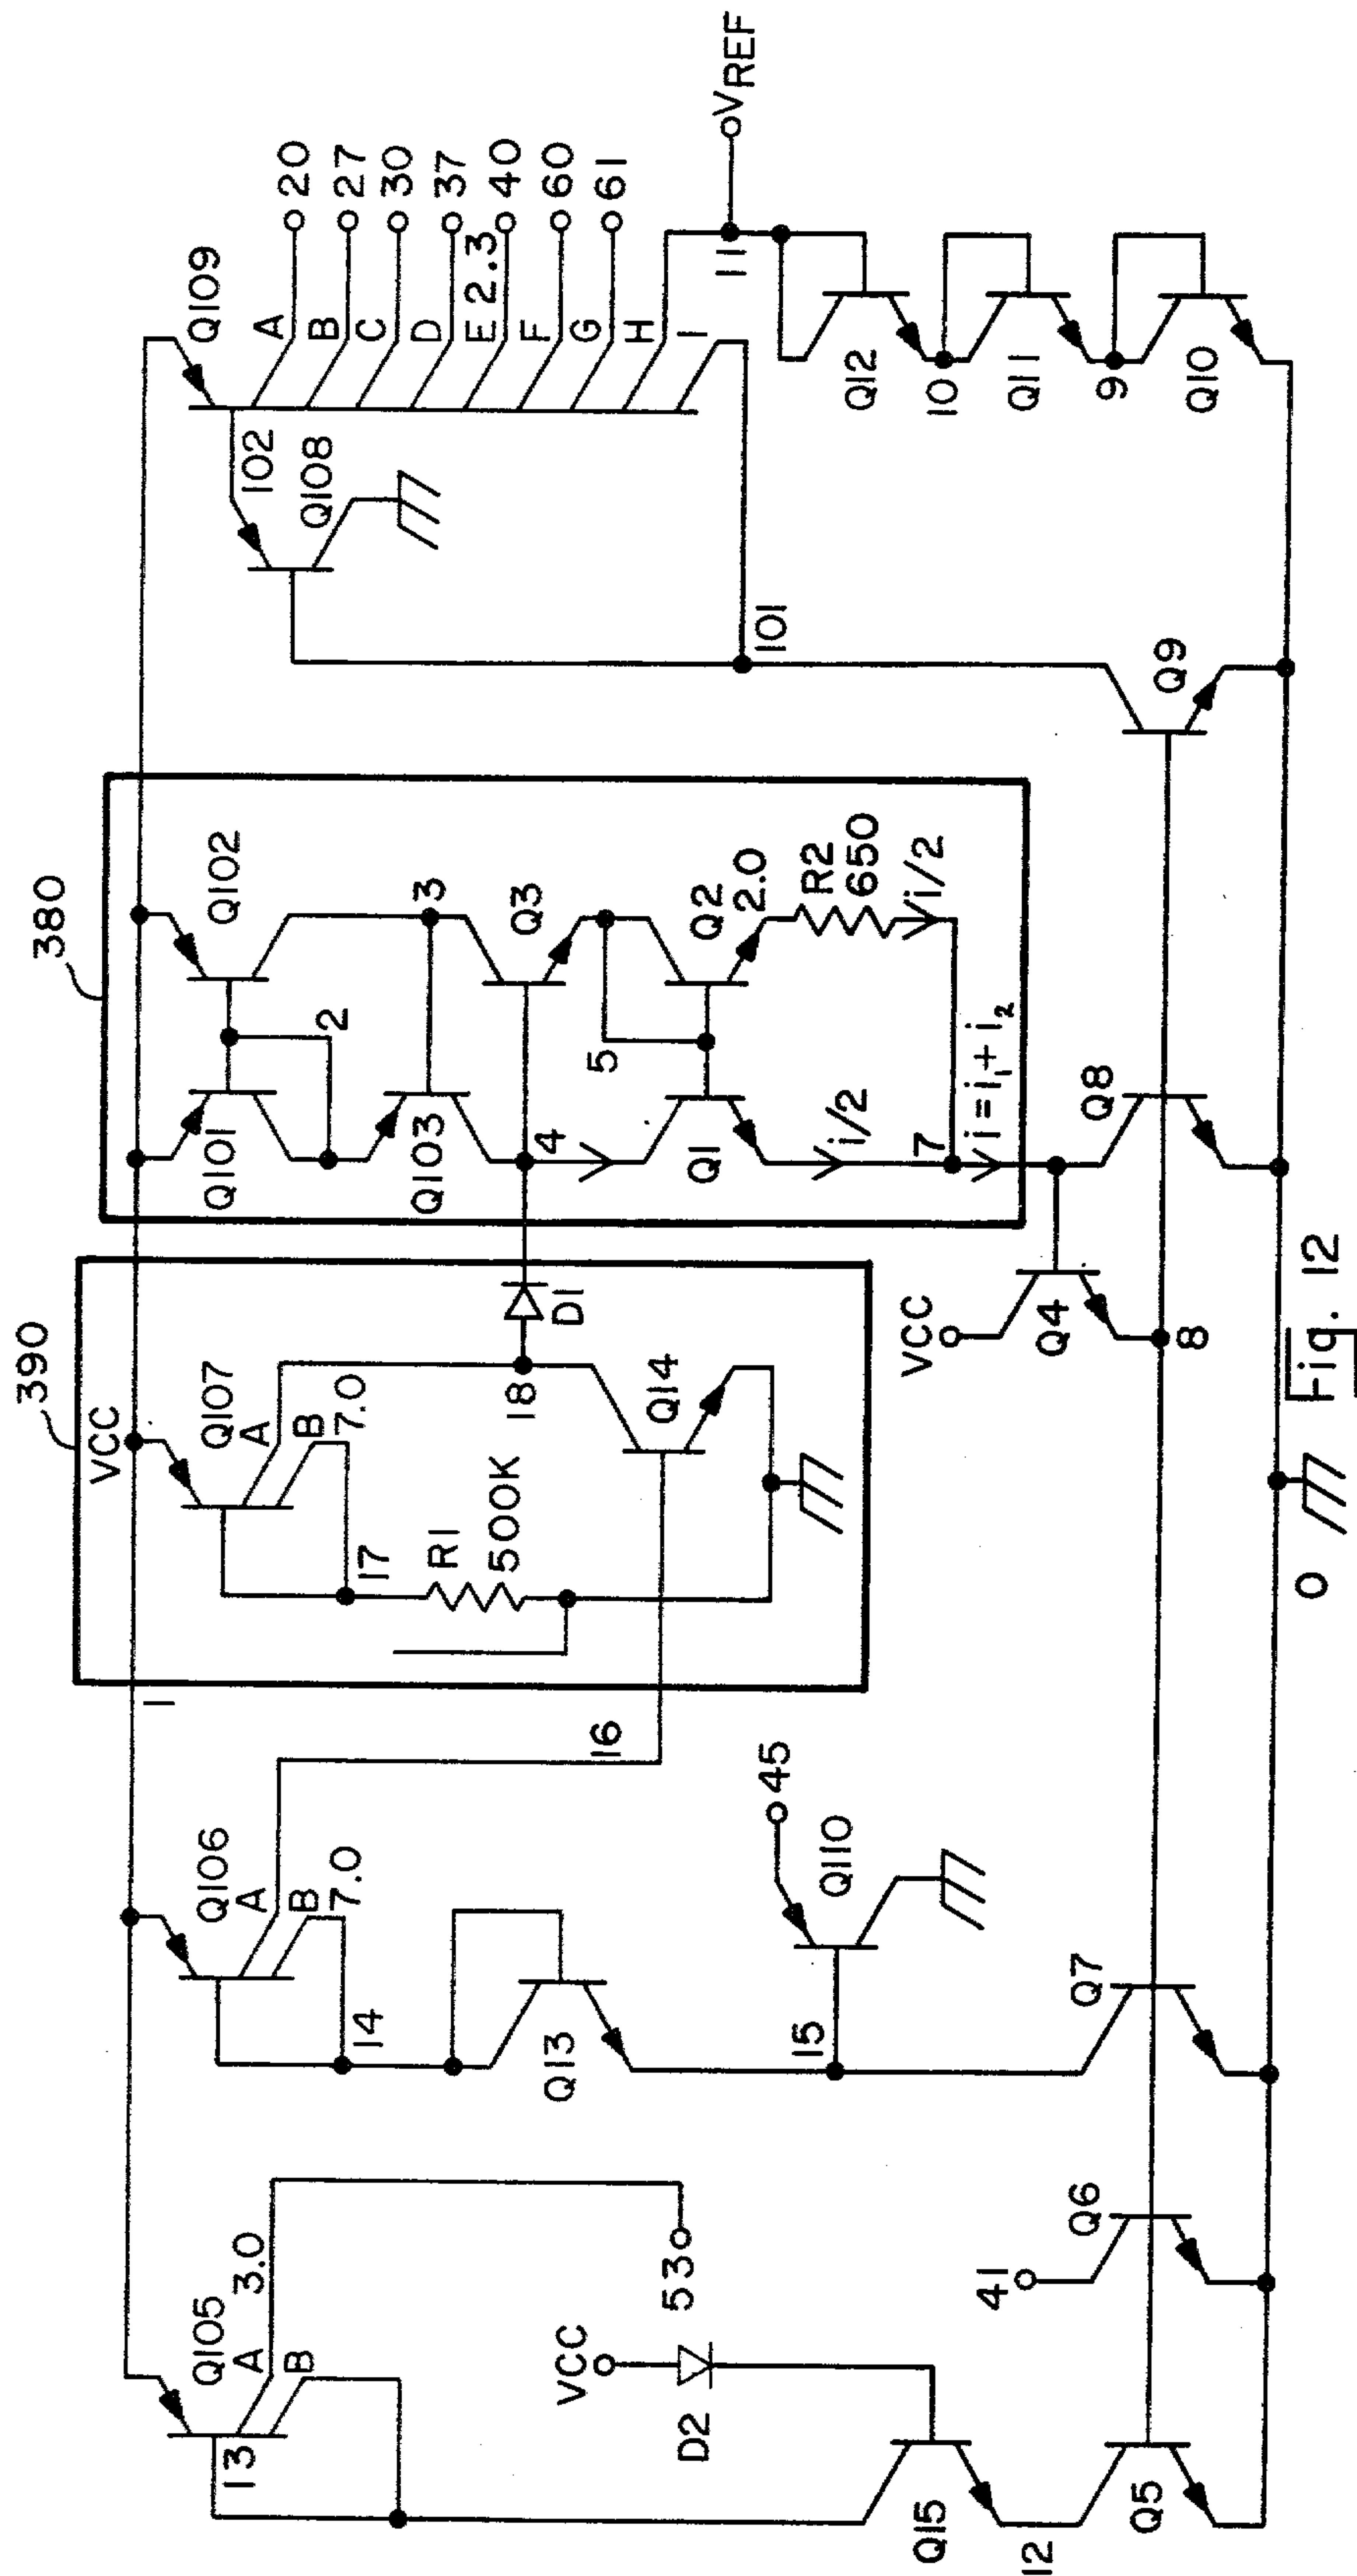 380
390
VCC
Q109
102
Q108
A
B
C
D
E 2.3
F
G
H
I
20
27
30
37
40
60
61
11
VREF
Q12
10
Q11
9
Q10
101
Q9
Q101
Q102
2
3
Q103
4
Q3
5
Q1
Q2
2.0
R2
650
i/2
i/2
7
i=i₁+i₂
Q8
VCC
Q4
8
Q107
A
B
7.0
17
R1
500K
18
D1
Q14
1
16
Q106
A
B
7.0
14
Q13
45
Q110
15
Q7
Q105
A
3.0
B
13
53
VCC
D2
41
Q6
Q15
12
Q5
0
Fig. 12